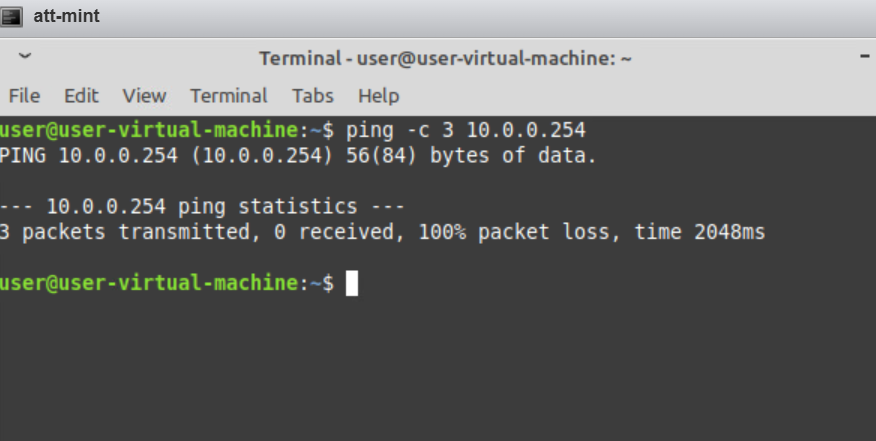 att-mint
Terminal - user@user-virtual-machine: ~
File Edit View Terminal Tabs Help
user@user-virtual-machine:~$ ping -c 3 10.0.0.254
PING 10.0.0.254 (10.0.0.254) 56(84) bytes of data.
--- 10.0.0.254 ping statistics ---
3 packets transmitted, 0 received, 100% packet loss, time 2048ms
user@user-virtual-machine:~$